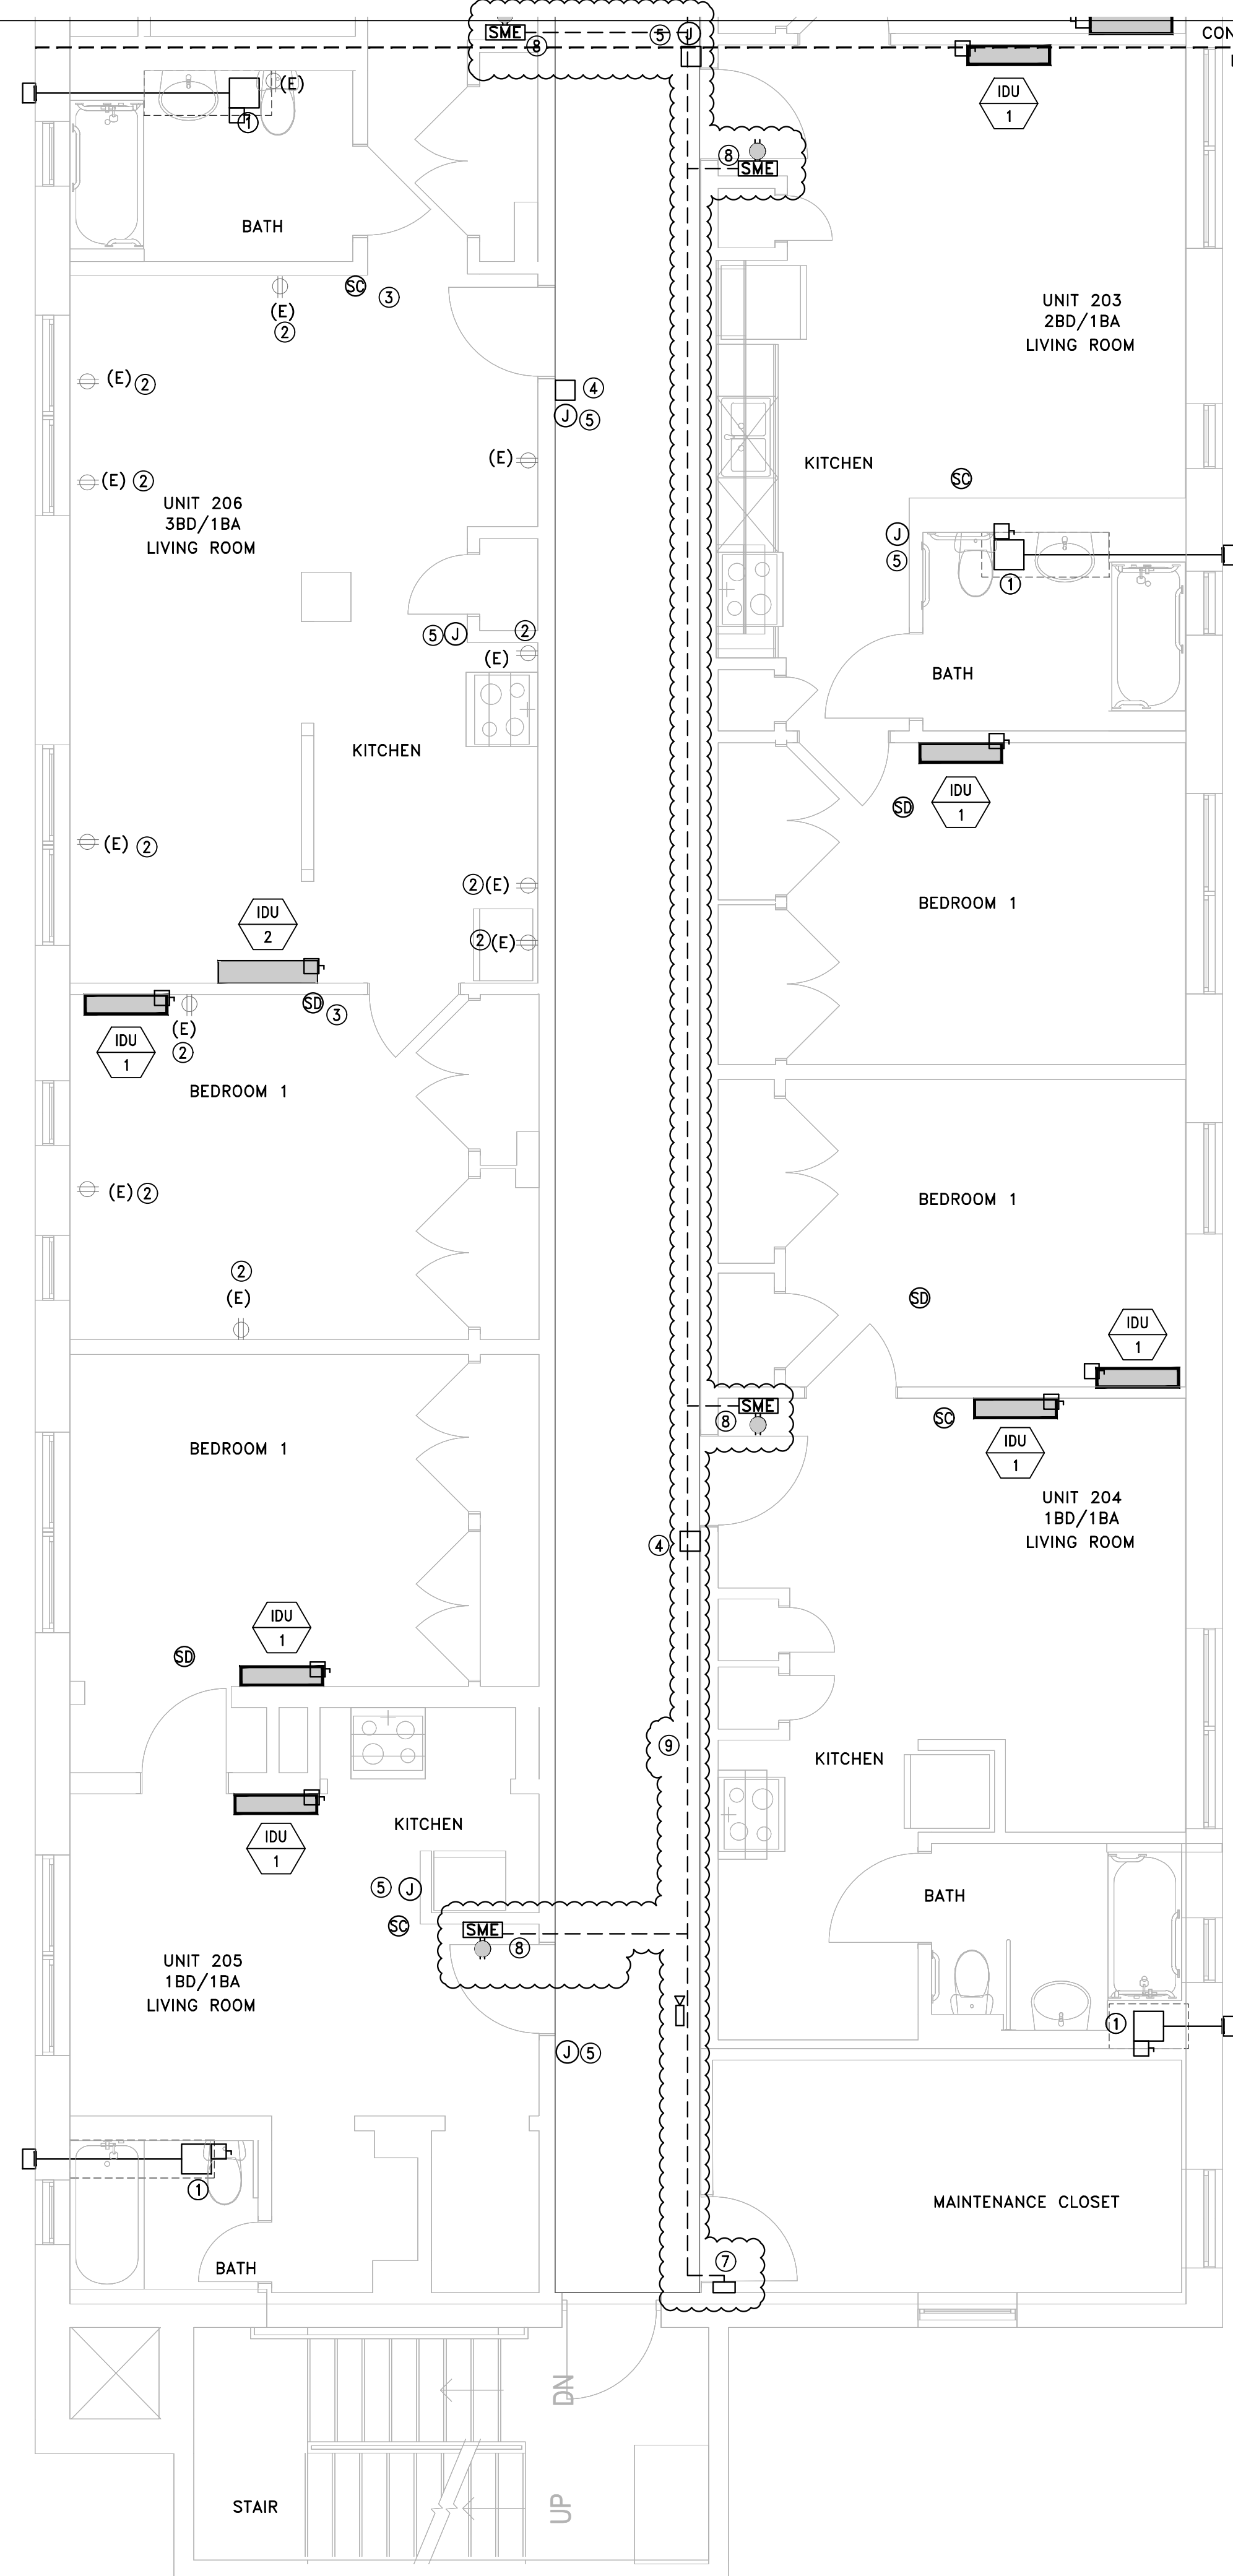 SME
8
5 J
CON
IDU
1
(E)
1
8
SME
BATH
SC 3
(E)
2
UNIT 203
2BD/1BA
LIVING ROOM
(E) 2
4
J 5
(E)
KITCHEN
SC
(E) 2
UNIT 206
3BD/1BA
LIVING ROOM
J
5
1
5 J
2
(E)
BATH
KITCHEN
IDU
1
SD
(E) 2
2 (E)
BEDROOM 1
IDU
2
2 (E)
SD 3
(E)
2
IDU
1
BEDROOM 1
(E) 2
BEDROOM 1
2
(E)
SD
IDU
1
SME
8
SC
IDU
1
BEDROOM 1
UNIT 204
1BD/1BA
LIVING ROOM
4
IDU
1
SD
9
KITCHEN
KITCHEN
IDU
1
5 J
BATH
SC
SME
8
UNIT 205
1BD/1BA
LIVING ROOM
1
J 5
1
MAINTENANCE CLOSET
7
BATH
DN
STAIR
UP